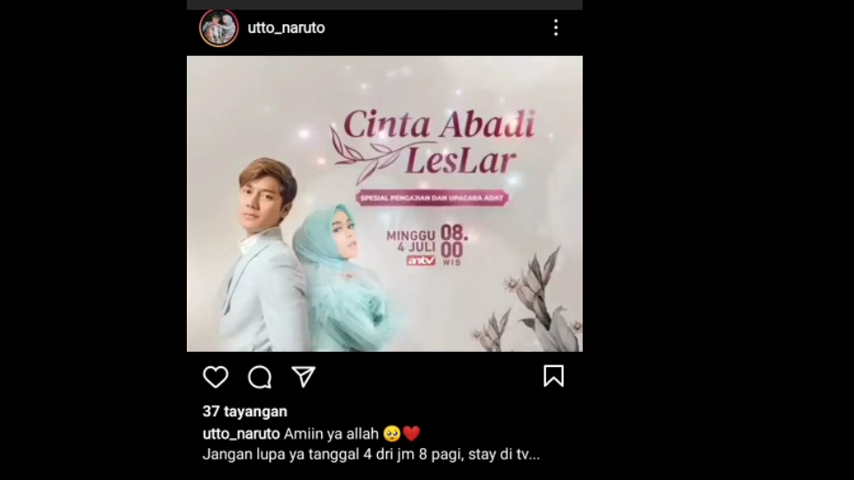 utto_naruto
Cinta Abadi
LesLar
SPESIAL PENGAJIAN DAN UPACARA ADAT
MINGGU
4 JULI
08.
00
antv
WIB
37 tayangan
utto_naruto Amiin ya allah 🥺❤️
Jangan lupa ya tanggal 4 dri jm 8 pagi, stay di tv...